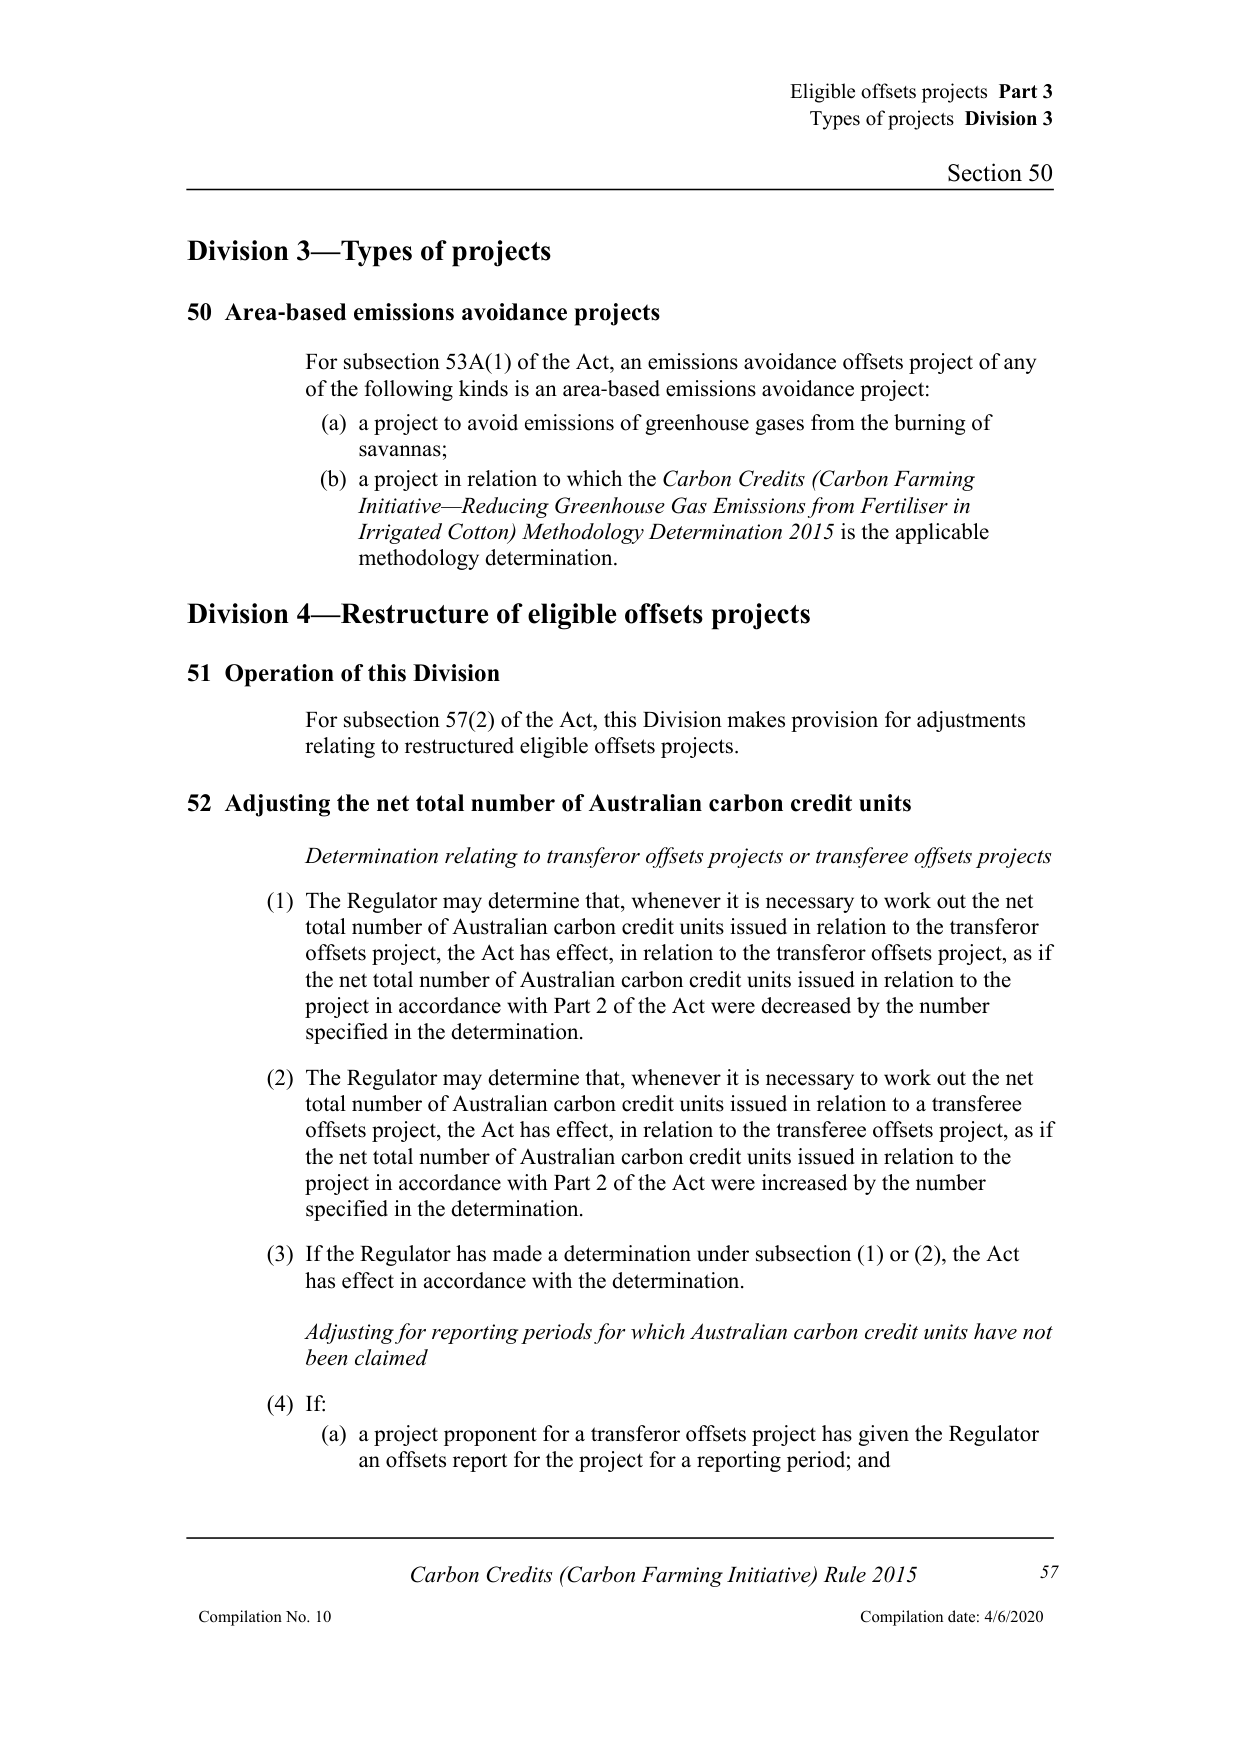 Eligible offsets projects Part 3
Types of projects Division 3
Section 50
Division 3—Types of projects
50 Area-based emissions avoidance projects
For subsection 53A(1) of the Act, an emissions avoidance offsets project of any
of the following kinds is an area-based emissions avoidance project:
(a) a project to avoid emissions of greenhouse gases from the burning of
savannas;
(b) a project in relation to which the Carbon Credits (Carbon Farming
Initiative—Reducing Greenhouse Gas Emissions from Fertiliser in
Irrigated Cotton) Methodology Determination 2015 is the applicable
methodology determination.
Division 4—Restructure of eligible offsets projects
51 Operation of this Division
For subsection 57(2) of the Act, this Division makes provision for adjustments
relating to restructured eligible offsets projects.
52 Adjusting the net total number of Australian carbon credit units
Determination relating to transferor offsets projects or transferee offsets projects
(1) The Regulator may determine that, whenever it is necessary to work out the net
total number of Australian carbon credit units issued in relation to the transferor
offsets project, the Act has effect, in relation to the transferor offsets project, as if
the net total number of Australian carbon credit units issued in relation to the
project in accordance with Part 2 of the Act were decreased by the number
specified in the determination.
(2) The Regulator may determine that, whenever it is necessary to work out the net
total number of Australian carbon credit units issued in relation to a transferee
offsets project, the Act has effect, in relation to the transferee offsets project, as if
the net total number of Australian carbon credit units issued in relation to the
project in accordance with Part 2 of the Act were increased by the number
specified in the determination.
(3) If the Regulator has made a determination under subsection (1) or (2), the Act
has effect in accordance with the determination.
Adjusting for reporting periods for which Australian carbon credit units have not
been claimed
(4) If:
(a) a project proponent for a transferor offsets project has given the Regulator
an offsets report for the project for a reporting period; and
Carbon Credits (Carbon Farming Initiative) Rule 2015 57
Compilation No. 10 Compilation date: 4/6/2020